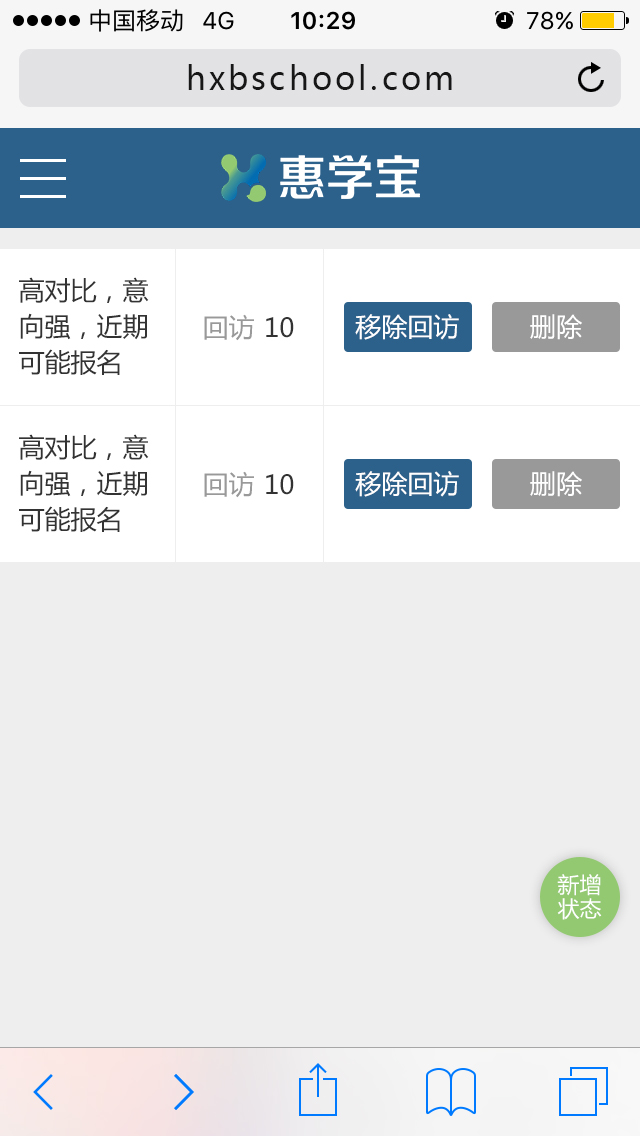 中国移动 4G 10:29 78%
hxbschool.com
惠学宝
高对比，意
向强，近期
可能报名
回访 10
移除回访
删除
高对比，意
向强，近期
可能报名
回访 10
移除回访
删除
新增
状态